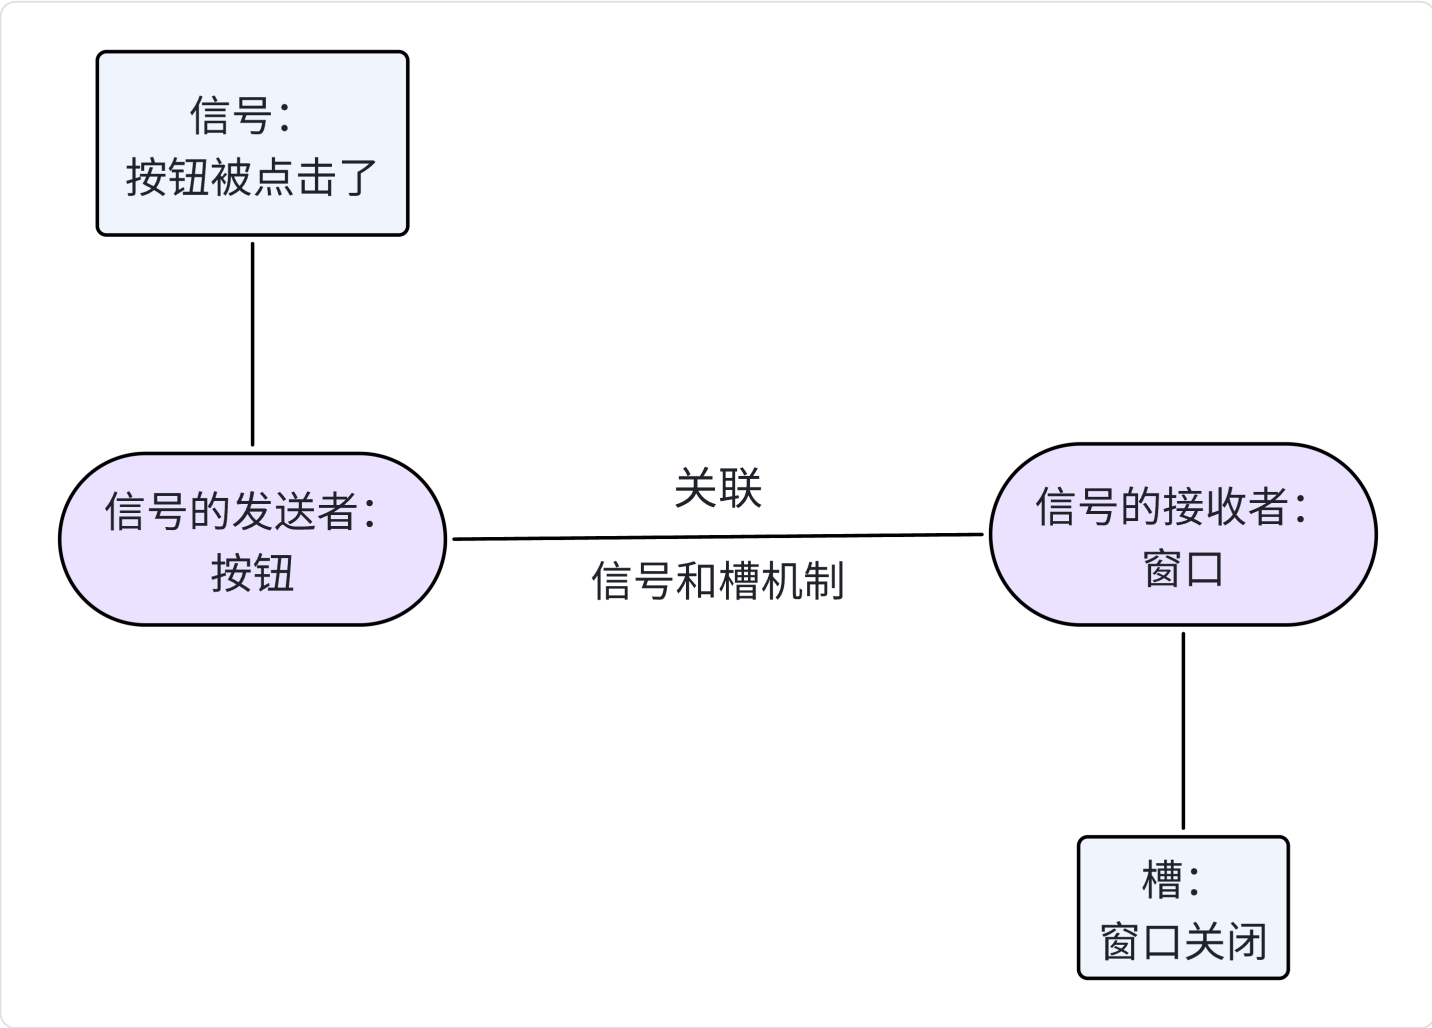 信号：
按钮被点击了
信号的发送者：
按钮
关联
信号和槽机制
信号的接收者：
窗口
槽：
窗口关闭